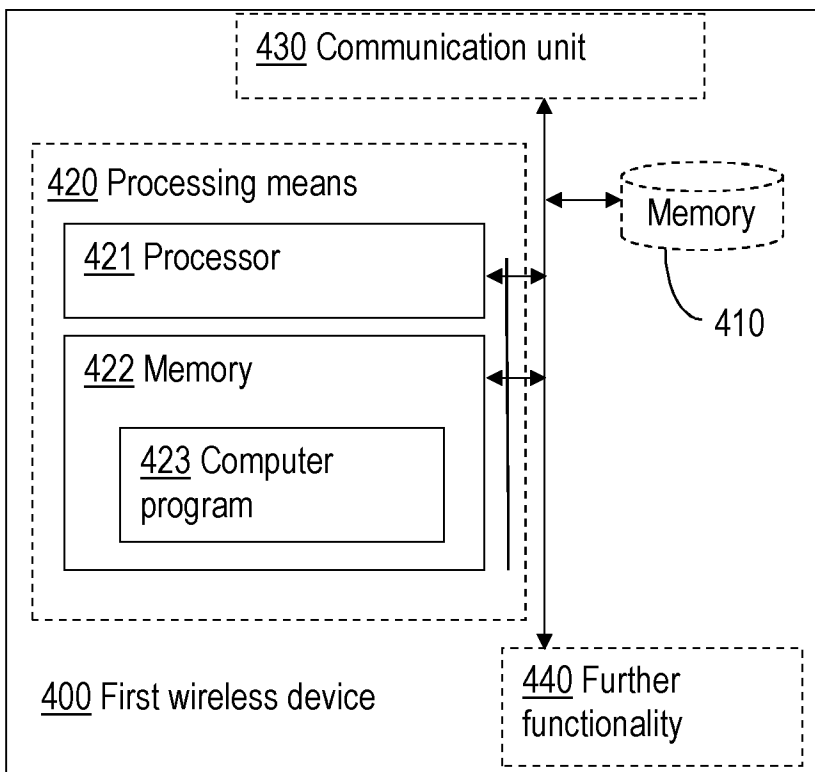 430 Communication unit
420 Processing means
Memory
421 Processor
410
422 Memory
423 Computer
program
400 First wireless device
440 Further
functionality